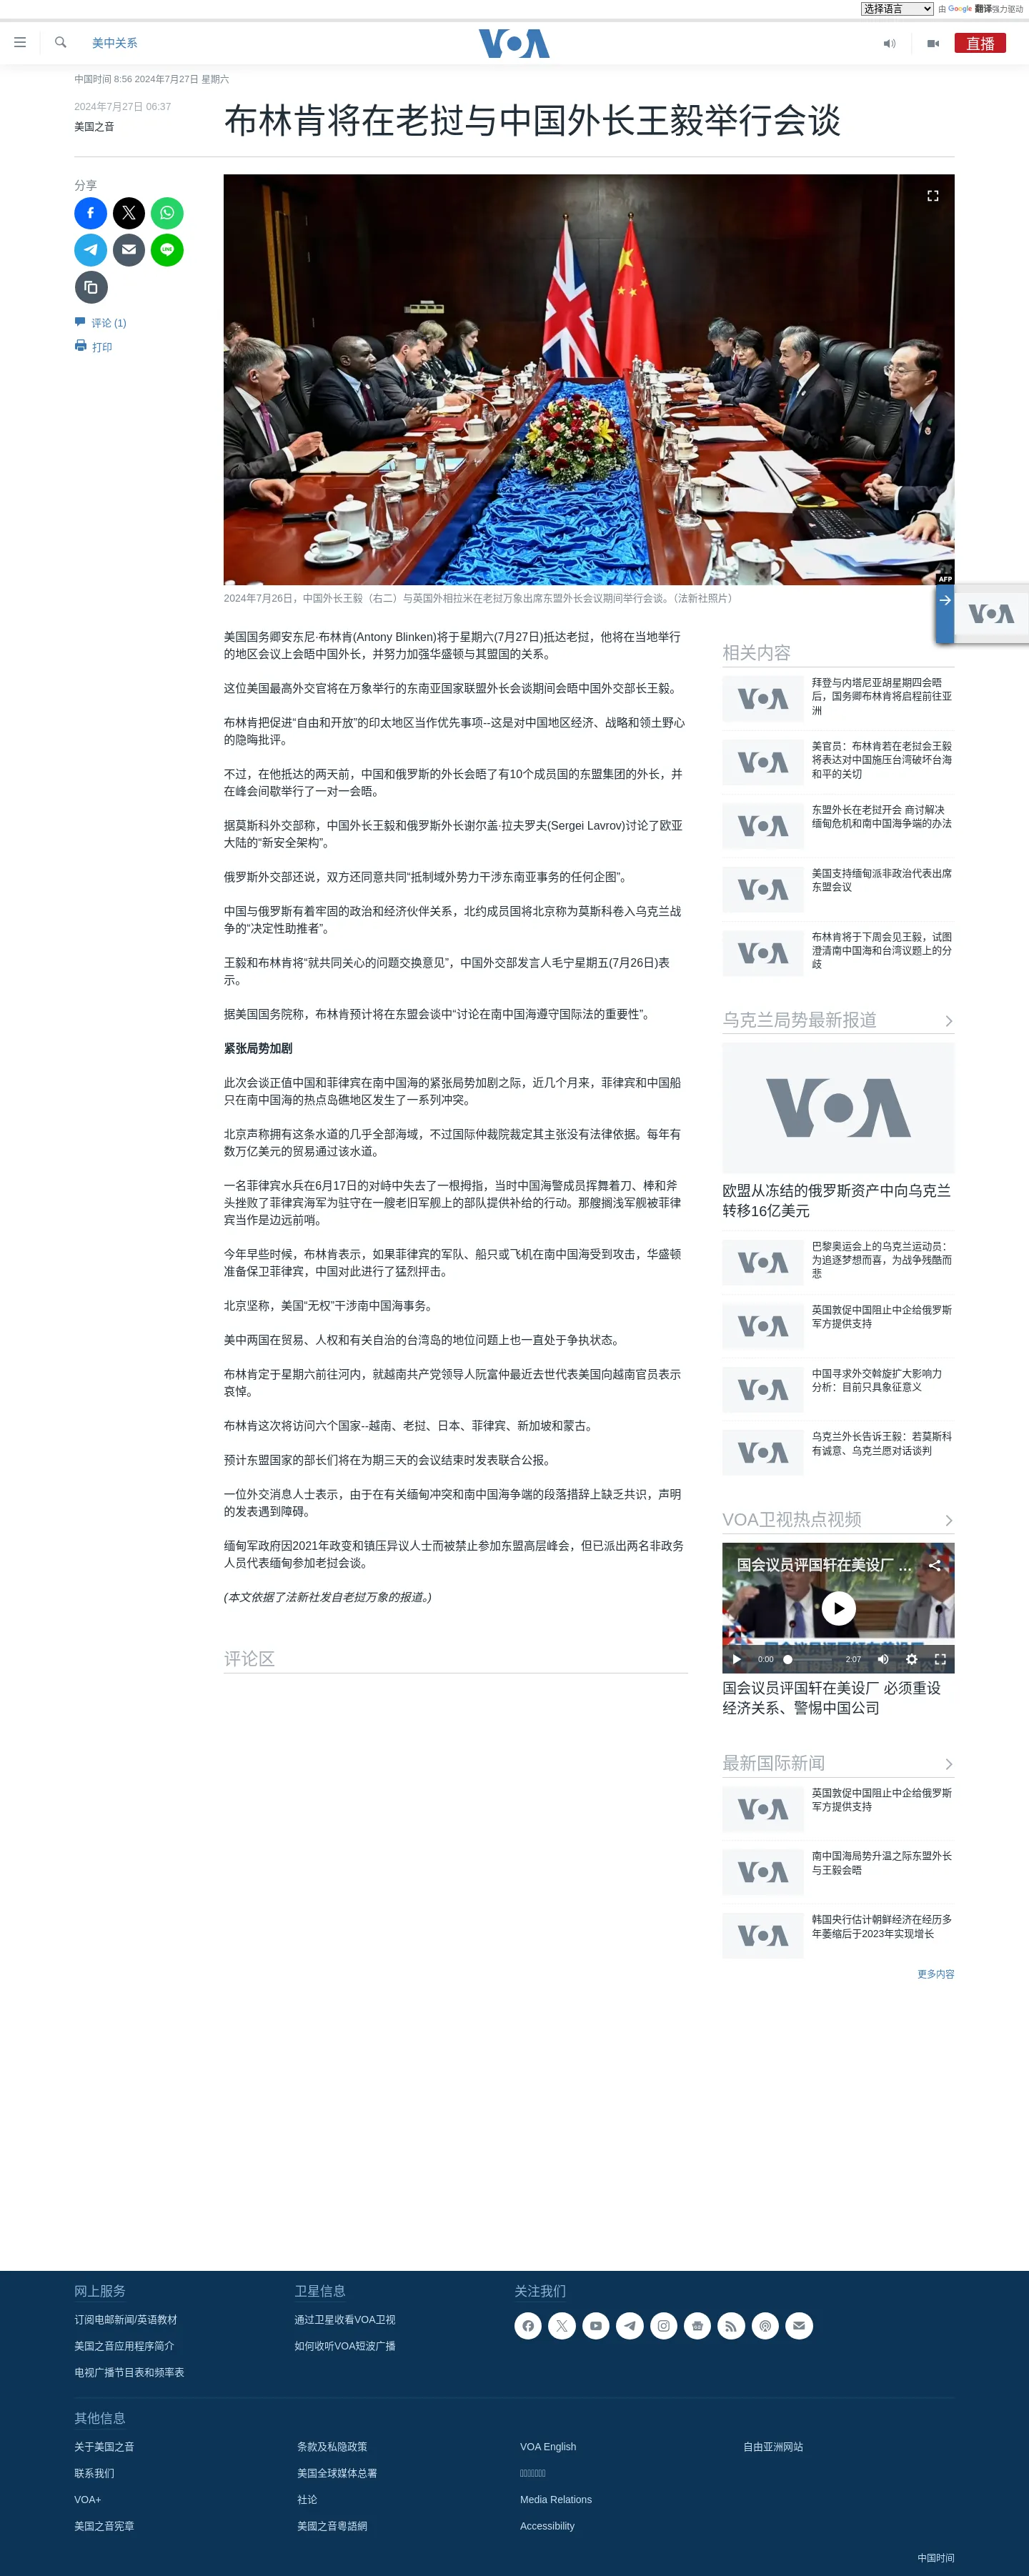 选择语言 由 Google 翻译强力驱动
美中关系
VOA
直播
中国时间 8:56 2024年7月27日 星期六
2024年7月27日 06:37
美国之音
布林肯将在老挝与中国外长王毅举行会谈
分享
评论 (1)
打印
AFP
2024年7月26日，中国外长王毅（右二）与英国外相拉米在老挝万象出席东盟外长会议期间举行会谈。（法新社照片）
VOA
美国国务卿安东尼·布林肯(Antony Blinken)将于星期六(7月27日)抵达老挝，他将在当地举行
的地区会议上会晤中国外长，并努力加强华盛顿与其盟国的关系。
这位美国最高外交官将在万象举行的东南亚国家联盟外长会谈期间会晤中国外交部长王毅。
布林肯把促进“自由和开放”的印太地区当作优先事项--这是对中国地区经济、战略和领土野心
的隐晦批评。
不过，在他抵达的两天前，中国和俄罗斯的外长会晤了有10个成员国的东盟集团的外长，并
在峰会间歇举行了一对一会晤。
据莫斯科外交部称，中国外长王毅和俄罗斯外长谢尔盖·拉夫罗夫(Sergei Lavrov)讨论了欧亚
大陆的“新安全架构”。
俄罗斯外交部还说，双方还同意共同“抵制域外势力干涉东南亚事务的任何企图”。
中国与俄罗斯有着牢固的政治和经济伙伴关系，北约成员国将北京称为莫斯科卷入乌克兰战
争的“决定性助推者”。
王毅和布林肯将“就共同关心的问题交换意见”，中国外交部发言人毛宁星期五(7月26日)表
示。
据美国国务院称，布林肯预计将在东盟会谈中“讨论在南中国海遵守国际法的重要性”。
紧张局势加剧
此次会谈正值中国和菲律宾在南中国海的紧张局势加剧之际，近几个月来，菲律宾和中国船
只在南中国海的热点岛礁地区发生了一系列冲突。
北京声称拥有这条水道的几乎全部海域，不过国际仲裁院裁定其主张没有法律依据。每年有
数万亿美元的贸易通过该水道。
一名菲律宾水兵在6月17日的对峙中失去了一根拇指，当时中国海警成员挥舞着刀、棒和斧
头挫败了菲律宾海军为驻守在一艘老旧军舰上的部队提供补给的行动。那艘搁浅军舰被菲律
宾当作是边远前哨。
今年早些时候，布林肯表示，如果菲律宾的军队、船只或飞机在南中国海受到攻击，华盛顿
准备保卫菲律宾，中国对此进行了猛烈抨击。
北京坚称，美国“无权”干涉南中国海事务。
美中两国在贸易、人权和有关自治的台湾岛的地位问题上也一直处于争执状态。
布林肯定于星期六前往河内，就越南共产党领导人阮富仲最近去世代表美国向越南官员表示
哀悼。
布林肯这次将访问六个国家--越南、老挝、日本、菲律宾、新加坡和蒙古。
预计东盟国家的部长们将在为期三天的会议结束时发表联合公报。
一位外交消息人士表示，由于在有关缅甸冲突和南中国海争端的段落措辞上缺乏共识，声明
的发表遇到障碍。
缅甸军政府因2021年政变和镇压异议人士而被禁止参加东盟高层峰会，但已派出两名非政务
人员代表缅甸参加老挝会谈。
(本文依据了法新社发自老挝万象的报道。)
评论区
相关内容
VOA
拜登与内塔尼亚胡星期四会晤
后，国务卿布林肯将启程前往亚
洲
VOA
美官员：布林肯若在老挝会王毅
将表达对中国施压台湾破坏台海
和平的关切
VOA
东盟外长在老挝开会 商讨解决
缅甸危机和南中国海争端的办法
VOA
美国支持缅甸派非政治代表出席
东盟会议
VOA
布林肯将于下周会见王毅，试图
澄清南中国海和台湾议题上的分
歧
乌克兰局势最新报道
VOA
欧盟从冻结的俄罗斯资产中向乌克兰
转移16亿美元
VOA
巴黎奥运会上的乌克兰运动员：
为追逐梦想而喜，为战争残酷而
悲
VOA
英国敦促中国阻止中企给俄罗斯
军方提供支持
VOA
中国寻求外交斡旋扩大影响力
分析：目前只具象征意义
VOA
乌克兰外长告诉王毅：若莫斯科
有诚意、乌克兰愿对话谈判
VOA卫视热点视频
国会议员评国轩在美设厂 ...
0:00 2:07
国会议员评国轩在美设厂 必须重设
经济关系、警惕中国公司
最新国际新闻
VOA
英国敦促中国阻止中企给俄罗斯
军方提供支持
VOA
南中国海局势升温之际东盟外长
与王毅会晤
VOA
韩国央行估计朝鲜经济在经历多
年萎缩后于2023年实现增长
更多内容
网上服务
订阅电邮新闻/英语教材
美国之音应用程序简介
电视广播节目表和频率表
卫星信息
通过卫星收看VOA卫视
如何收听VOA短波广播
关注我们
其他信息
关于美国之音
联系我们
VOA+
美国之音宪章
条款及私隐政策
美国全球媒体总署
社论
美國之音粵語網
VOA English
Media Relations
Accessibility
自由亚洲网站
中国时间